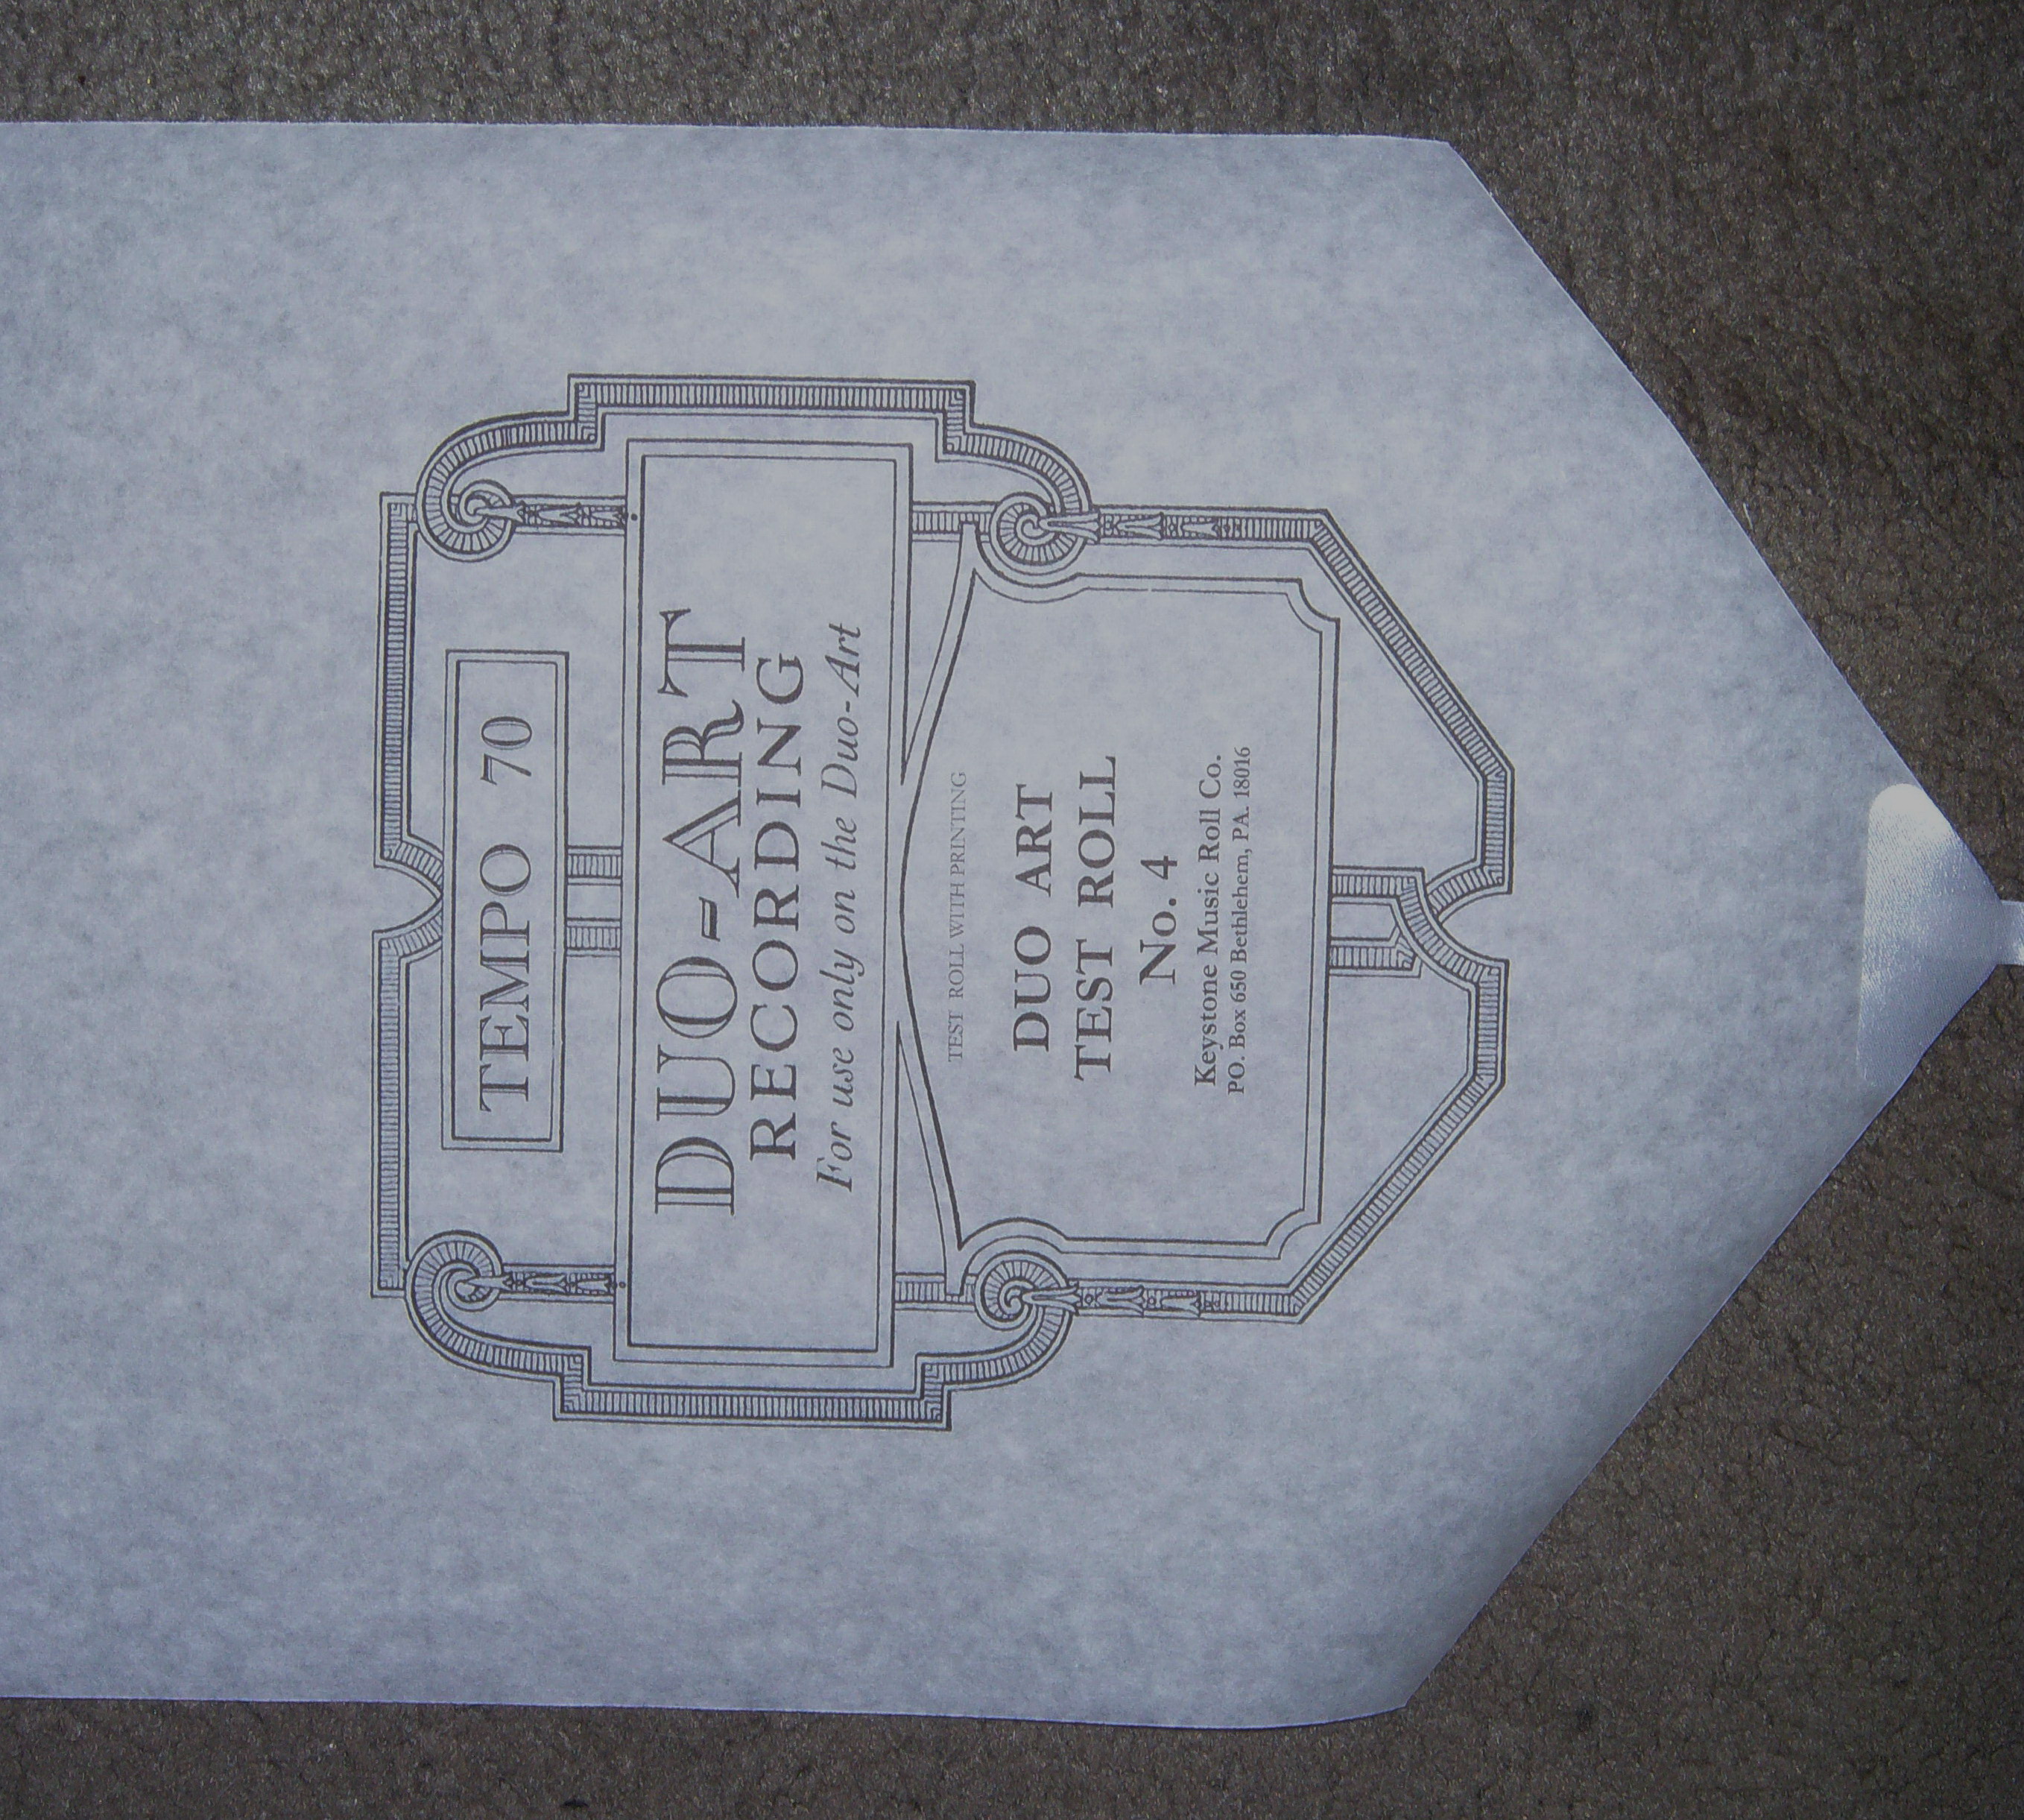 TEMPO 70
DUO-ART
RECORDING
For use only on the Duo-Art
TEST ROLL WITH PRINTING
DUO ART
TEST ROLL
No. 4
Keystone Music Roll Co.
PO. Box 650 Bethlehem, PA. 18016